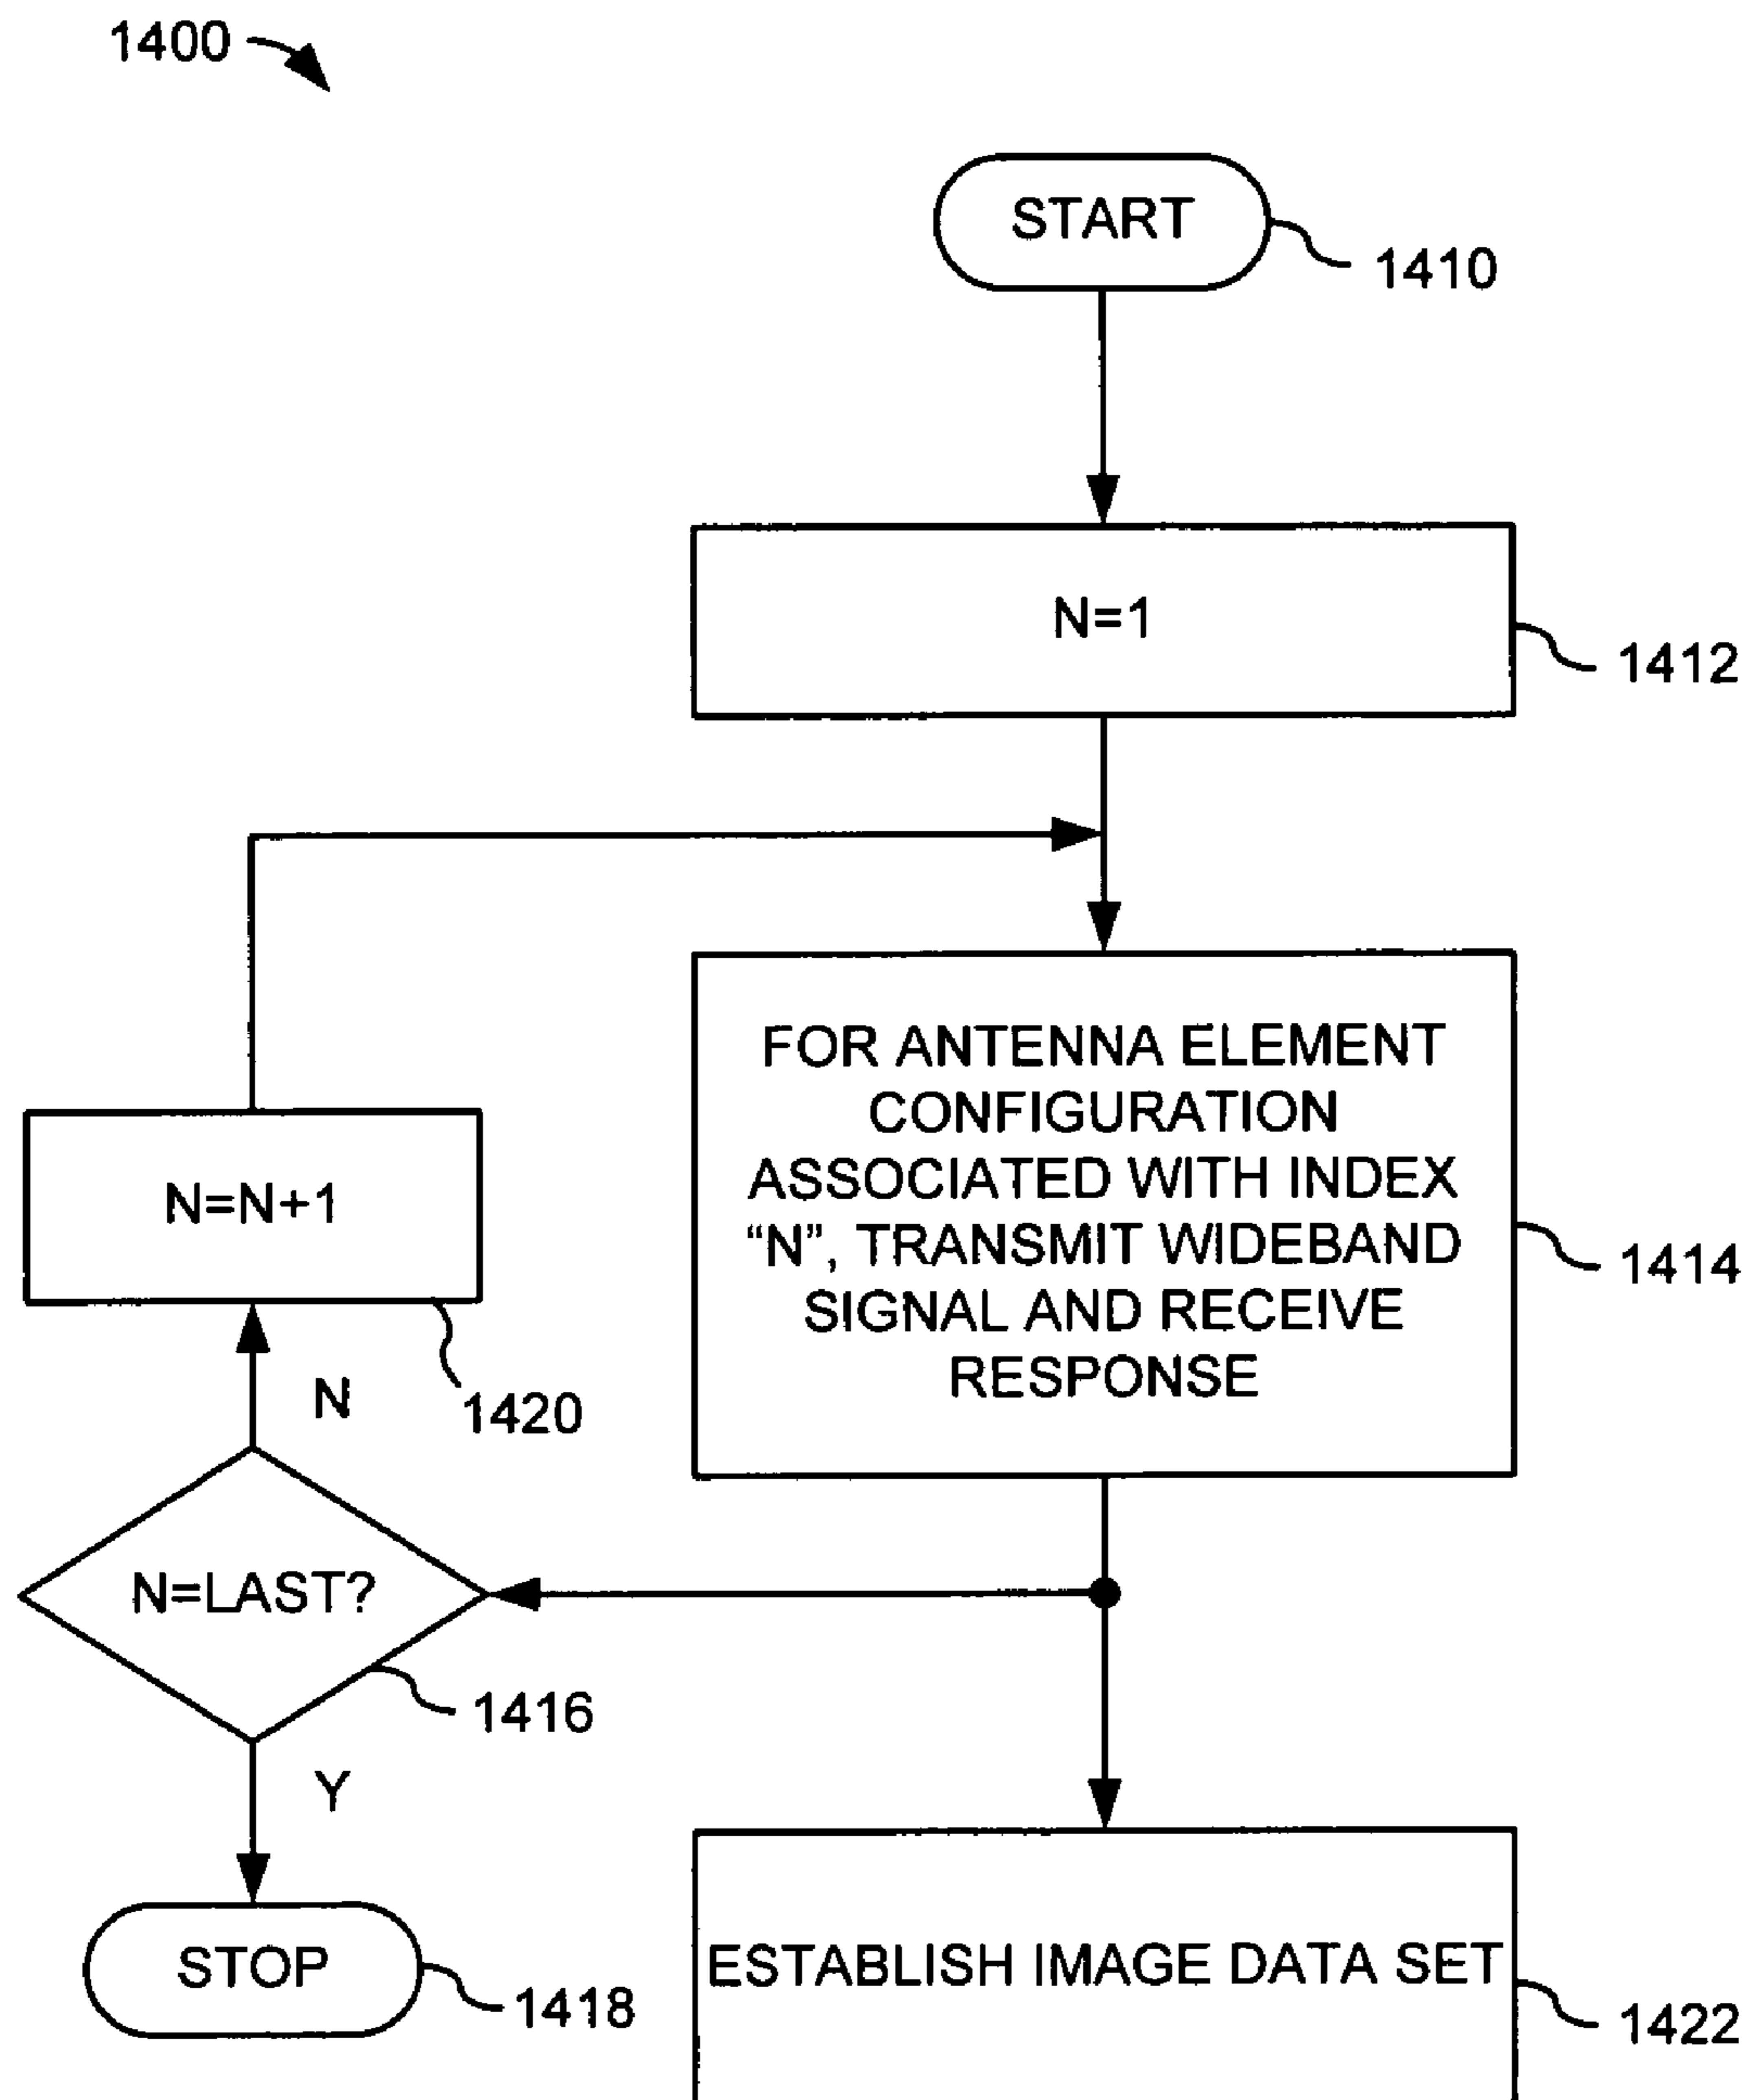 1400
START
1410
N=1
1412
FOR ANTENNA ELEMENT
CONFIGURATION
ASSOCIATED WITH INDEX
“N”, TRANSMIT WIDEBAND
SIGNAL AND RECEIVE
RESPONSE
1414
N=N+1
1420
N
N=LAST?
1416
Y
STOP
1418
ESTABLISH IMAGE DATA SET
1422